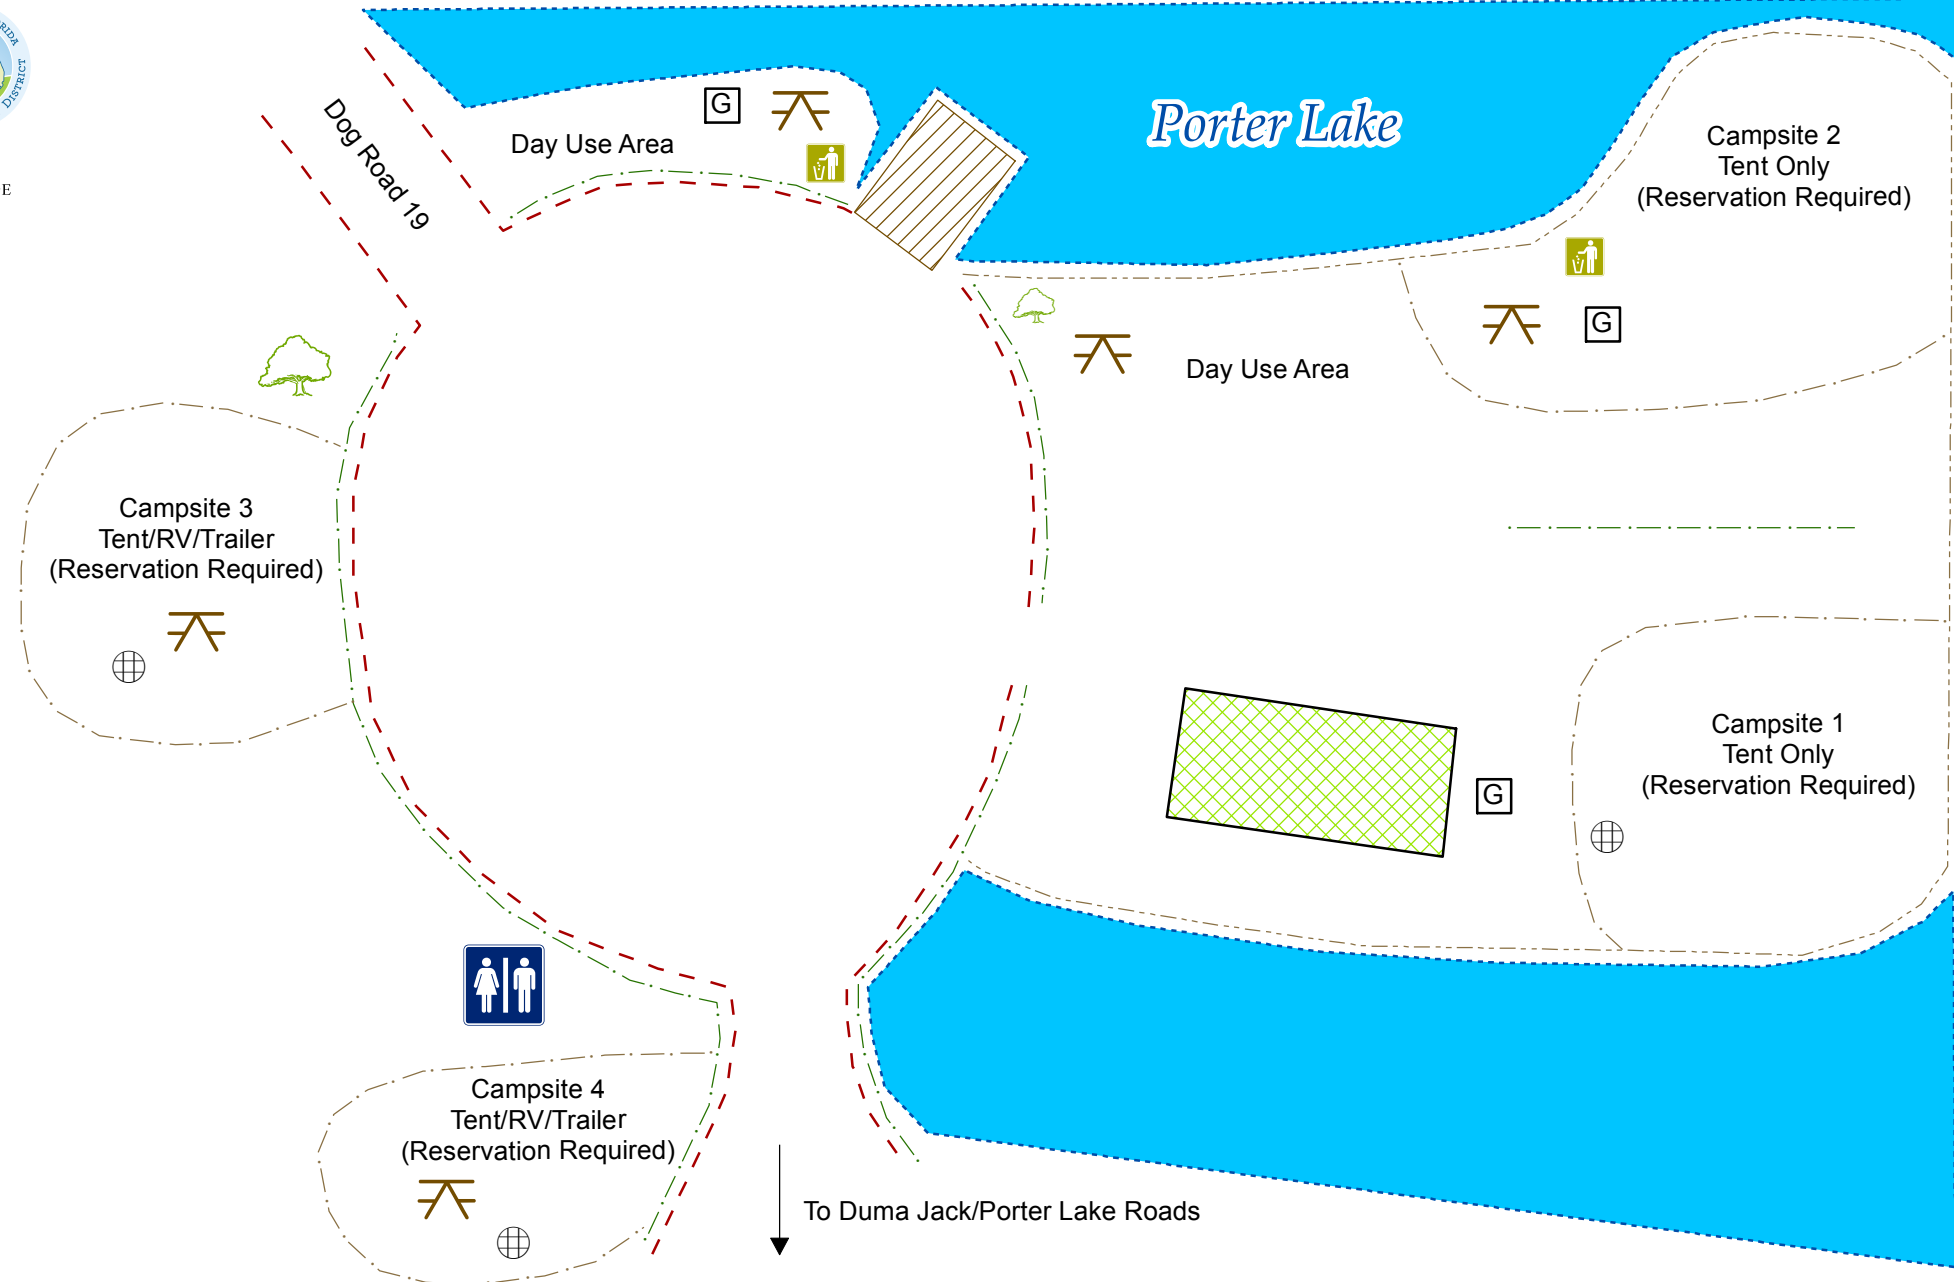 RIDA
DISTRICT
E
Dog Road 19
Day Use Area
G
Porter Lake
Campsite 2
Tent Only
(Reservation Required)
G
Day Use Area
Campsite 3
Tent/RV/Trailer
(Reservation Required)
Campsite 1
Tent Only
(Reservation Required)
G
Campsite 4
Tent/RV/Trailer
(Reservation Required)
To Duma Jack/Porter Lake Roads